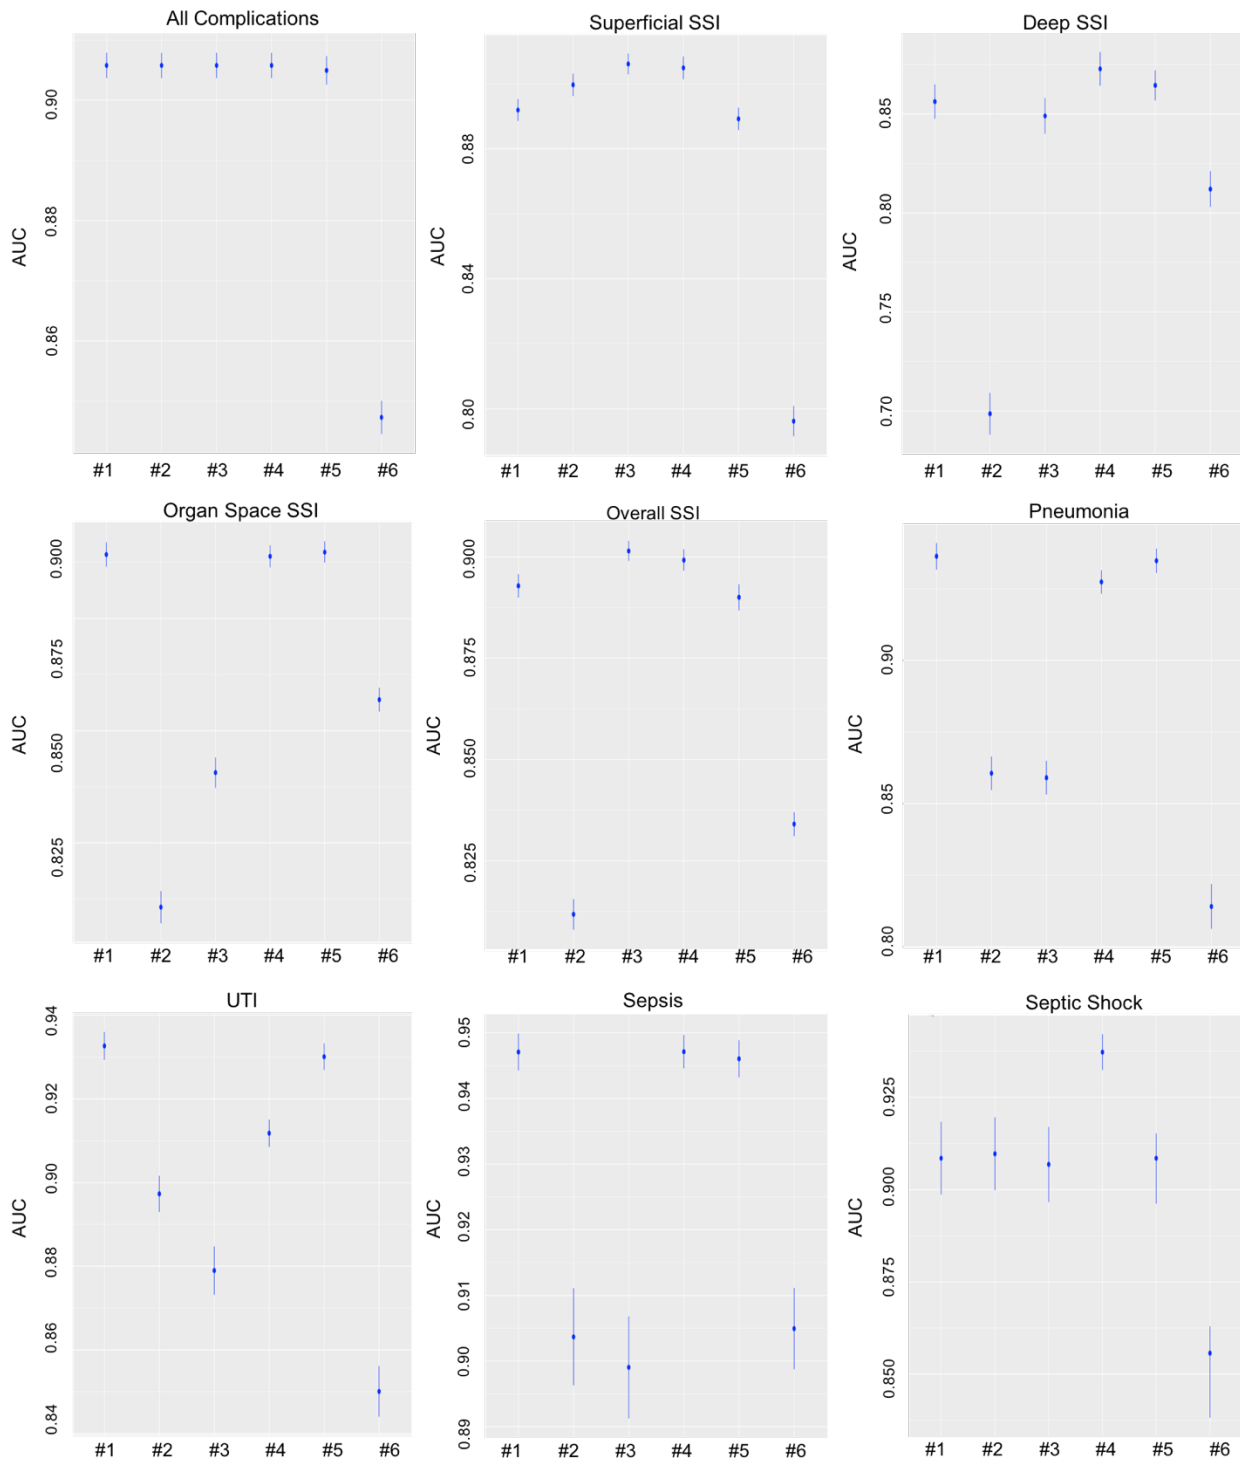 All Complications
AUC
0.90
0.88
0.86
#1 #2 #3 #4 #5 #6
Superficial SSI
AUC
0.88
0.84
0.80
#1 #2 #3 #4 #5 #6
Deep SSI
AUC
0.85
0.80
0.75
0.70
#1 #2 #3 #4 #5 #6
Organ Space SSI
AUC
0.900
0.875
0.850
0.825
#1 #2 #3 #4 #5 #6
Overall SSI
AUC
0.900
0.875
0.850
0.825
#1 #2 #3 #4 #5 #6
Pneumonia
AUC
0.90
0.85
0.80
#1 #2 #3 #4 #5 #6
UTI
AUC
0.94
0.92
0.90
0.88
0.86
0.84
#1 #2 #3 #4 #5 #6
Sepsis
AUC
0.95
0.94
0.93
0.92
0.91
0.90
0.89
#1 #2 #3 #4 #5 #6
Septic Shock
AUC
0.925
0.900
0.875
0.850
#1 #2 #3 #4 #5 #6